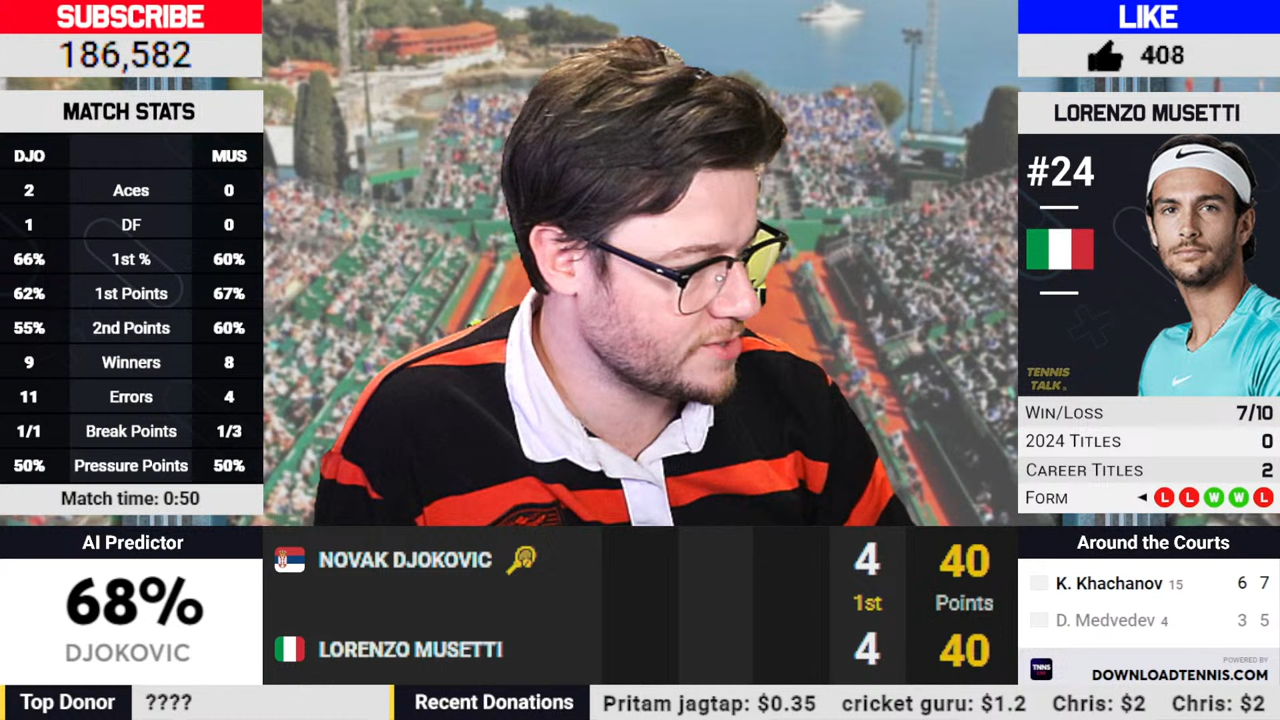 SUBSCRIBE
186,582
MATCH STATS
DJO MUS
2 Aces 0
1 DF 0
66% 1st % 60%
62% 1st Points 67%
55% 2nd Points 60%
9 Winners 8
11 Errors 4
1/1 Break Points 1/3
50% Pressure Points 50%
Match time: 0:50
AI Predictor
68%
DJOKOVIC
NOVAK DJOKOVIC 4 40
1st Points
LORENZO MUSETTI 4 40
LIKE
408
LORENZO MUSETTI
#24
TENNIS
TALK
WIN/LOSS 7/10
2024 TITLES 0
CAREER TITLES 2
FORM L L W W L
Around the Courts
K. Khachanov 15 6 7
D. Medvedev 4 3 5
TNNS
POWERED BY
DOWNLOADTENNIS.COM
Top Donor ???? Recent Donations Pritam jagtap: $0.35 cricket guru: $1.2 Chris: $2 Chris: $2